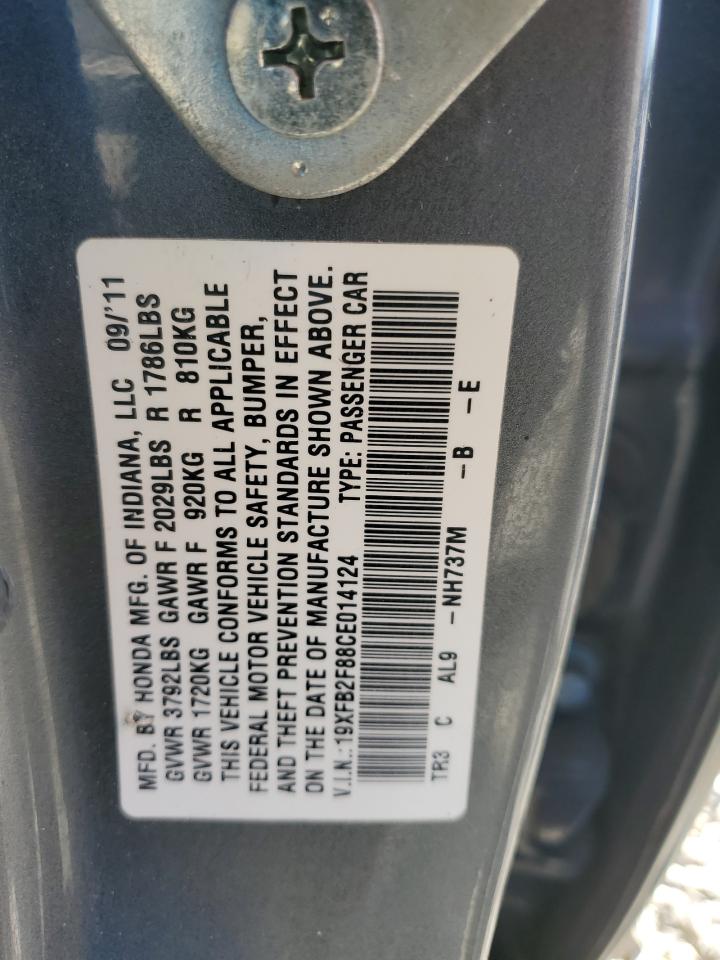 MFD. BY HONDA MFG. OF INDIANA, LLC 09/'11
GVWR 3792LBS GAWR F 2029LBS R 1786LBS
GVWR 1720KG GAWR F 920KG R 810KG
THIS VEHICLE CONFORMS TO ALL APPLICABLE
FEDERAL MOTOR VEHICLE SAFETY, BUMPER,
AND THEFT PREVENTION STANDARDS IN EFFECT
ON THE DATE OF MANUFACTURE SHOWN ABOVE.
V.I.N.: 19XFB2F88CE014124 TYPE: PASSENGER CAR
TR3 C AL9 -NH737M -B -E